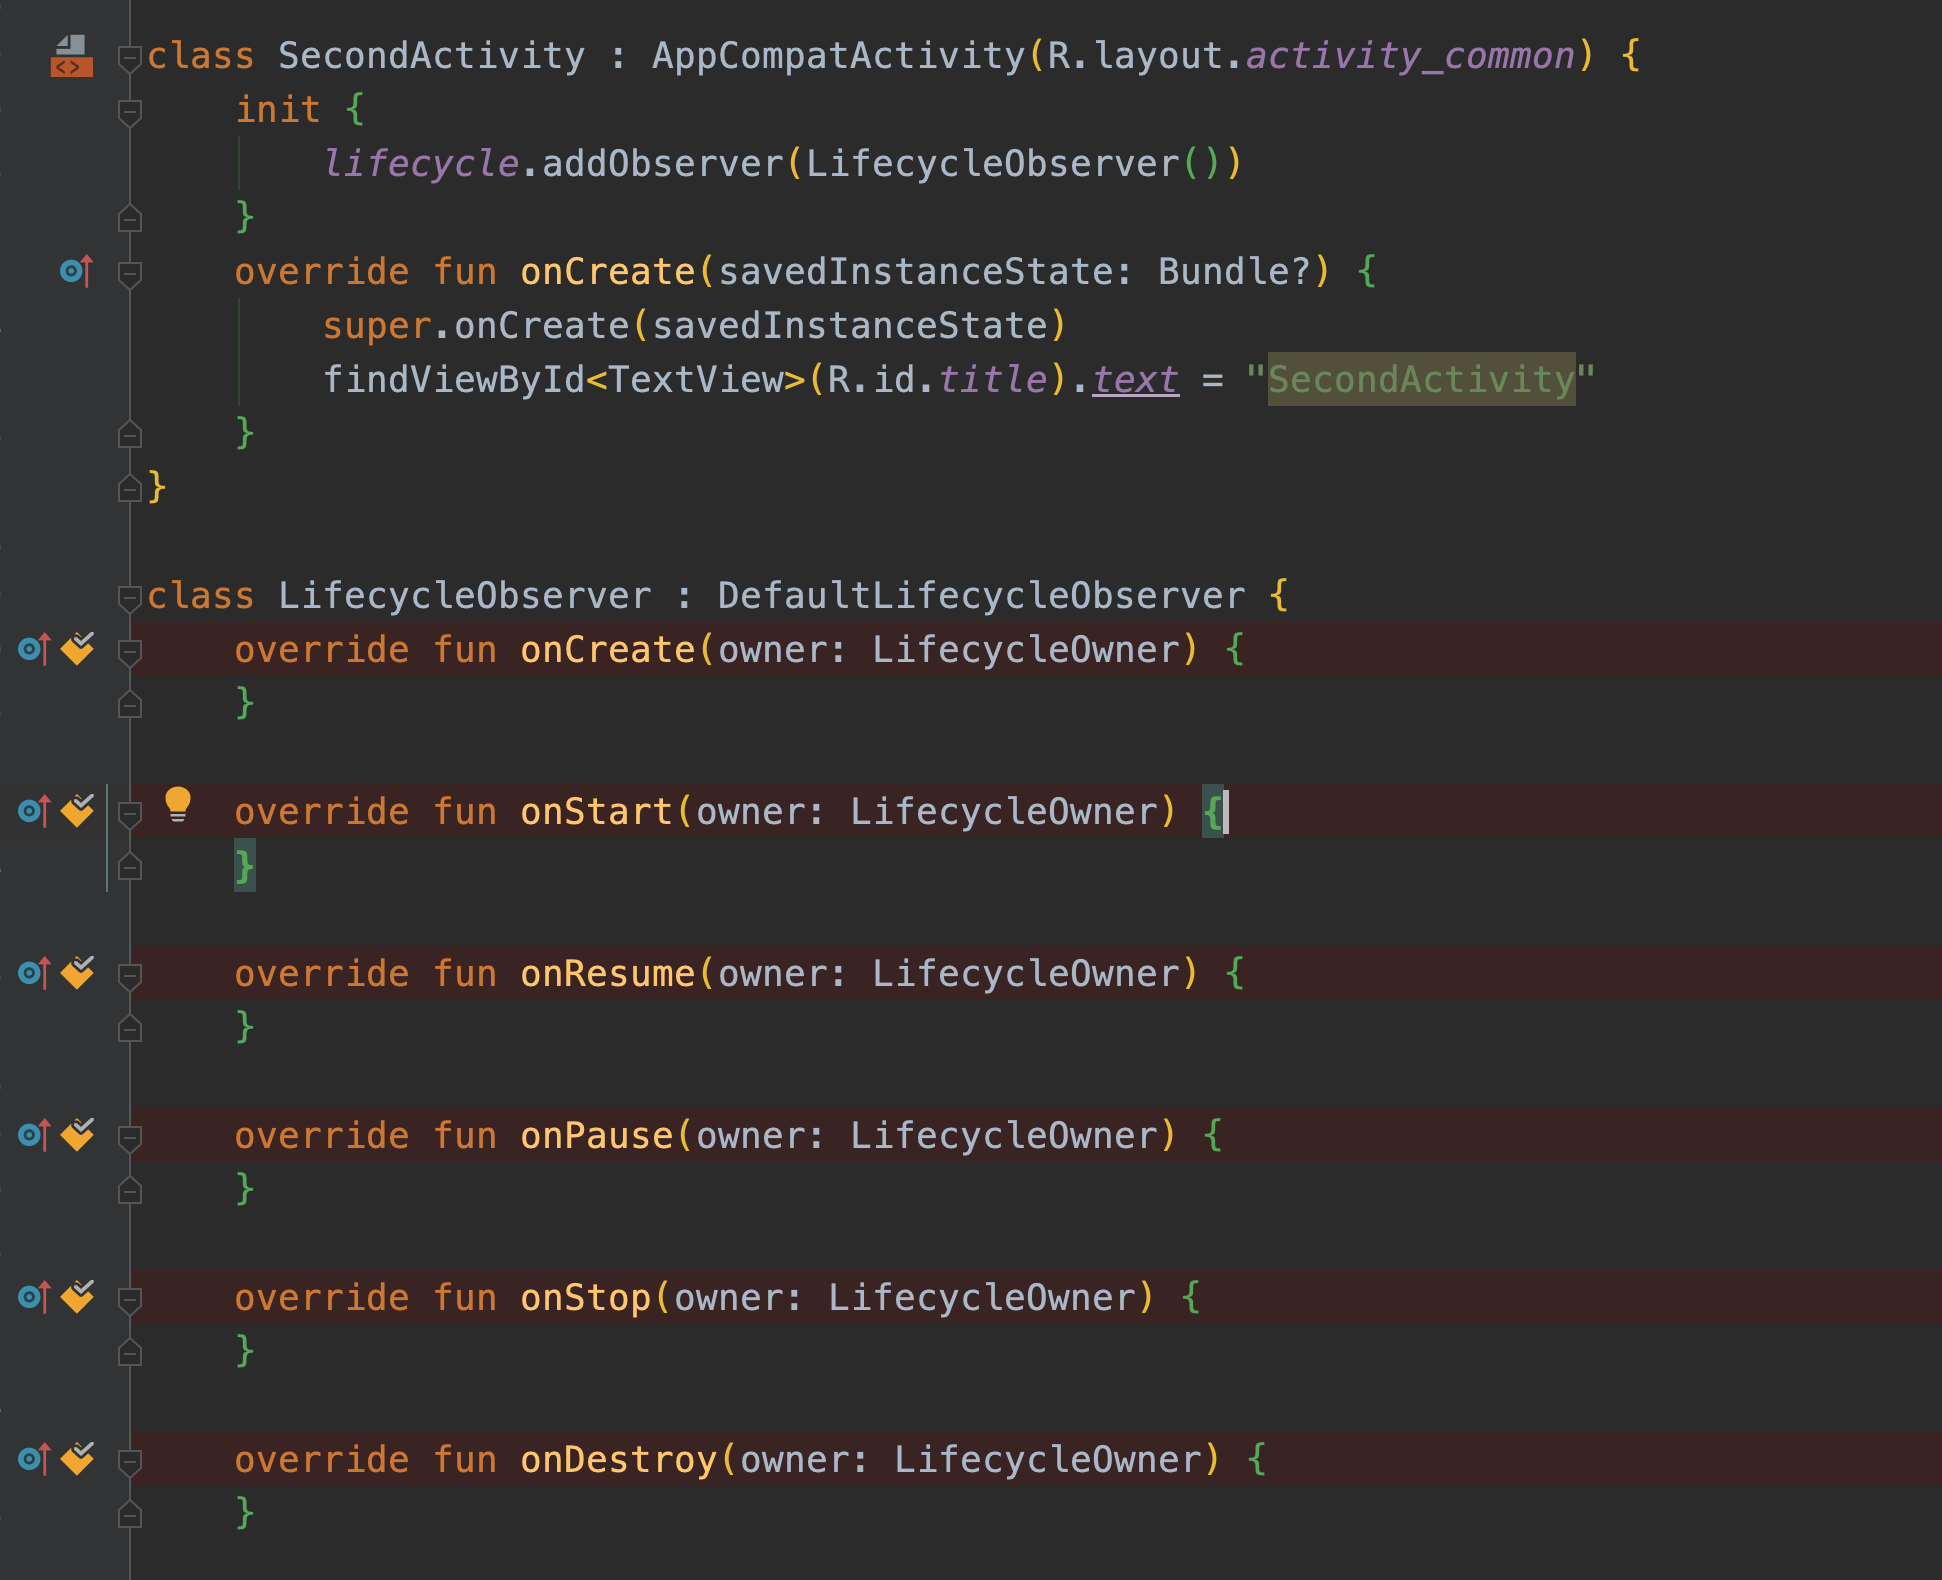 class SecondActivity : AppCompatActivity(R.layout.activity_common) {
    init {
        lifecycle.addObserver(LifecycleObserver())
    }
    override fun onCreate(savedInstanceState: Bundle?) {
        super.onCreate(savedInstanceState)
        findViewById<TextView>(R.id.title).text = "SecondActivity"
    }
}
class LifecycleObserver : DefaultLifecycleObserver {
    override fun onCreate(owner: LifecycleOwner) {
    }
    override fun onStart(owner: LifecycleOwner) {
    }
    override fun onResume(owner: LifecycleOwner) {
    }
    override fun onPause(owner: LifecycleOwner) {
    }
    override fun onStop(owner: LifecycleOwner) {
    }
    override fun onDestroy(owner: LifecycleOwner) {
    }